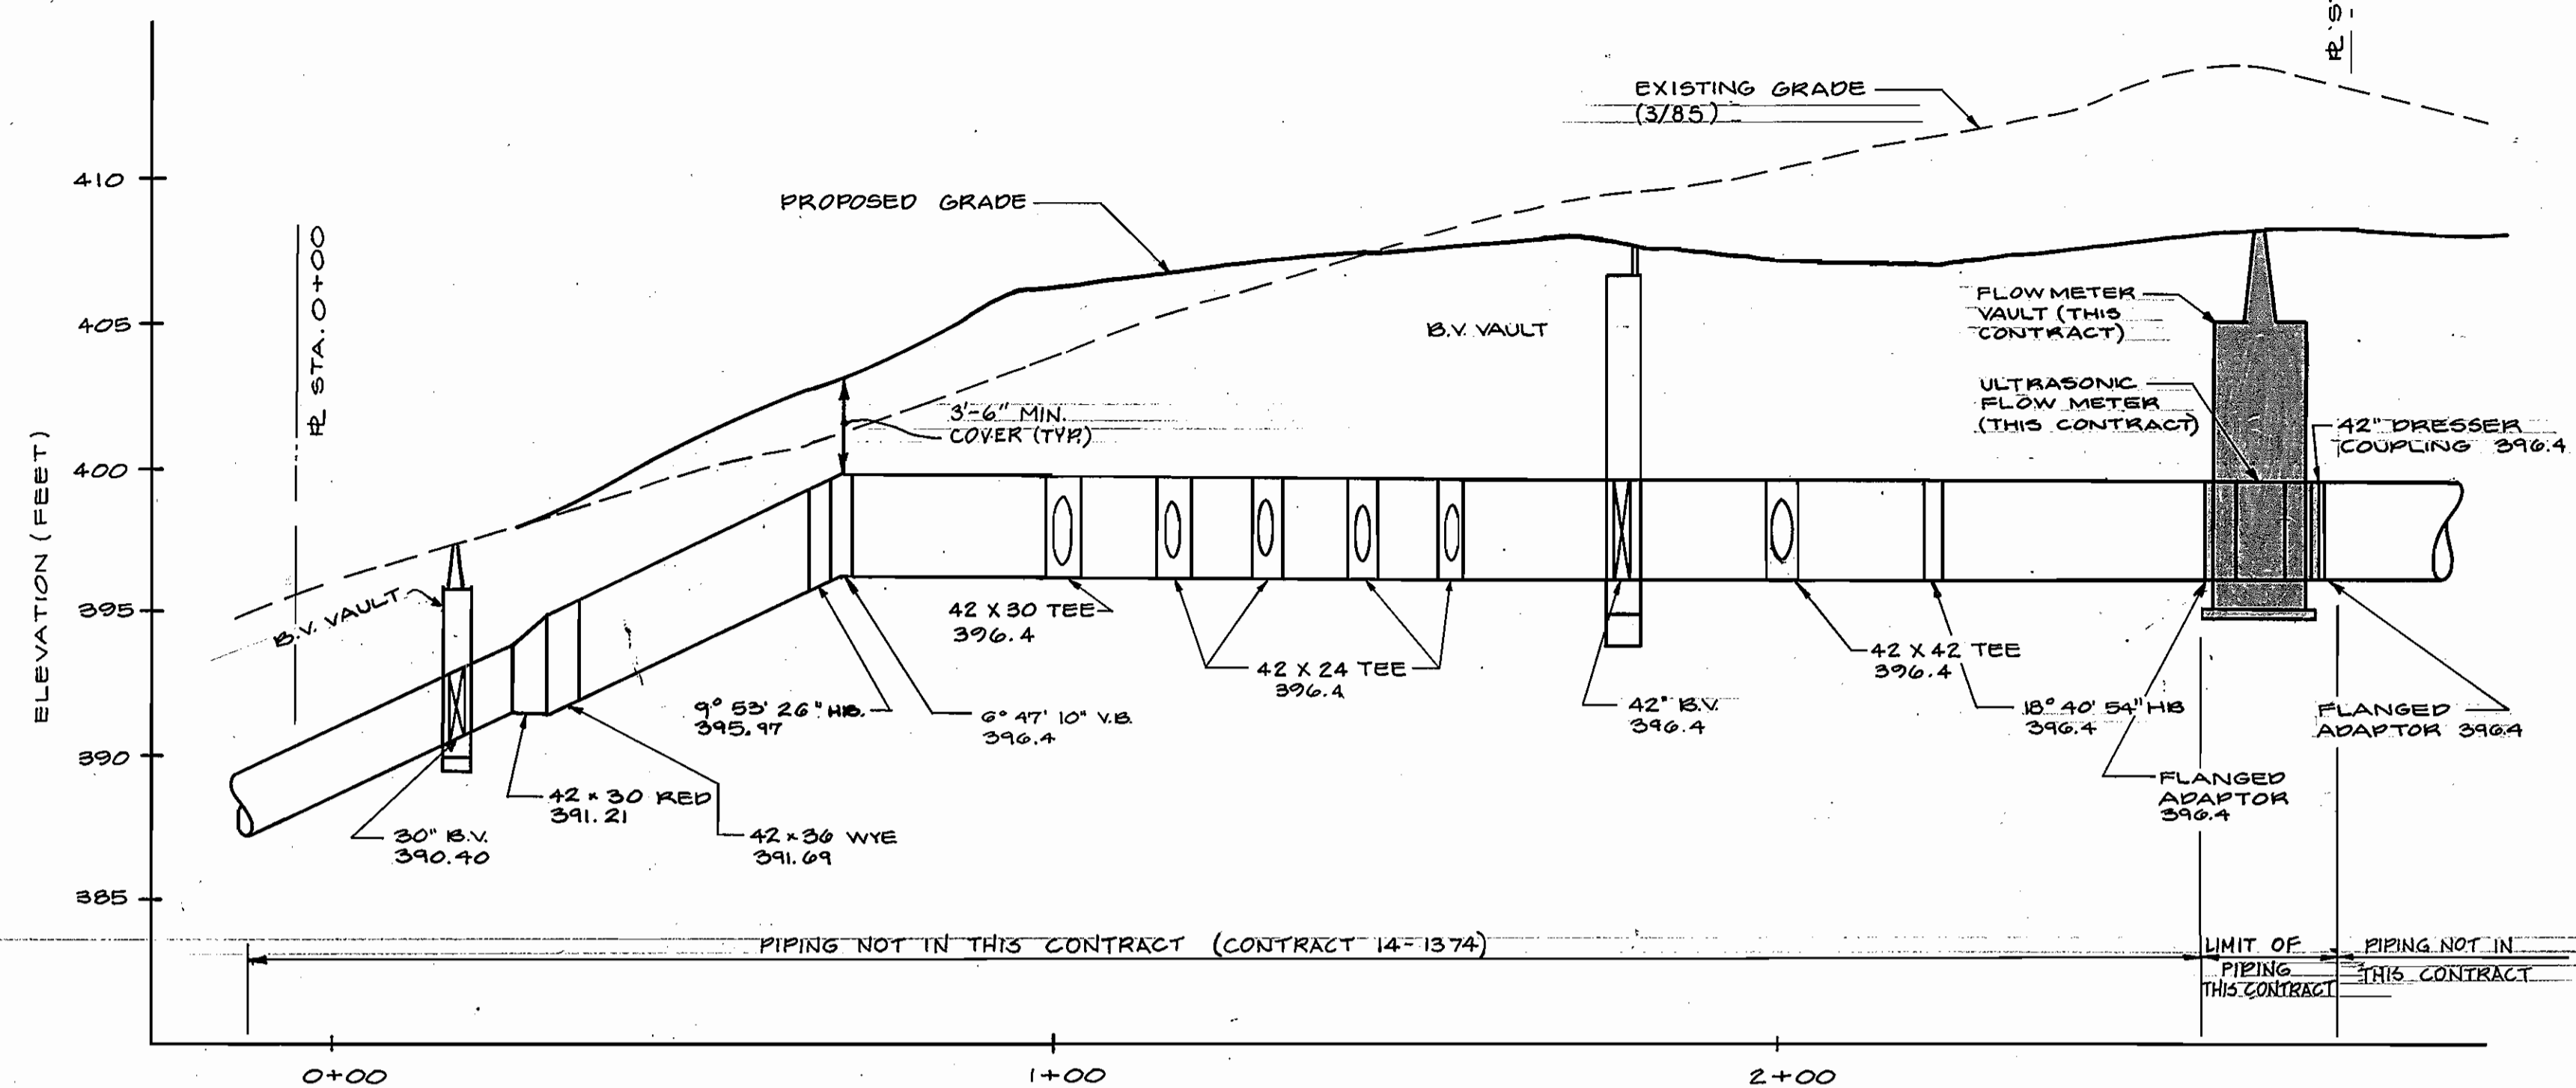 EXISTING GRADE
(3/85)
PROPOSED GRADE
410
405
400
395
390
385
ELEVATION (FEET)
℞ STA. 0+00
B.V. VAULT
3'-6" MIN.
COVER (TYP.)
B.V. VAULT
FLOW METER
VAULT (THIS
CONTRACT)
ULTRASONIC
FLOW METER
(THIS CONTRACT)
42" DRESSER
COUPLING 396.4
42 X 30 TEE
396.4
42 X 24 TEE
396.4
42 X 42 TEE
396.4
9° 53' 26" HB.
395.97
6° 47' 10" V.B.
396.4
42" B.V.
396.4
18° 40' 54" HB
396.4
FLANGED
ADAPTOR 396.4
FLANGED
ADAPTOR
396.4
42 x 30 RED
391.21
30" B.V.
390.40
42 x 36 WYE
391.69
PIPING NOT IN THIS CONTRACT (CONTRACT 14-1374)
LIMIT OF
PIPING
THIS CONTRACT
PIPING NOT IN
THIS CONTRACT
0+00
1+00
2+00